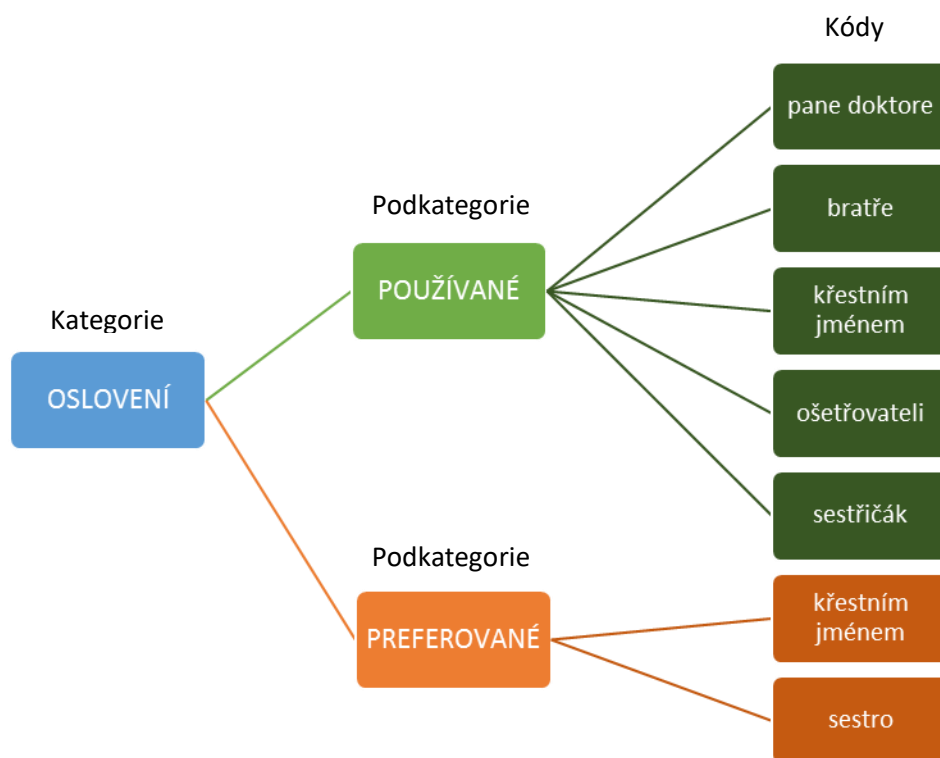 Kódy
pane doktore
bratře
Podkategorie
POUŽÍVANÉ
křestním
jménem
Kategorie
OSLOVENÍ
ošetřovateli
sestřičák
Podkategorie
PREFEROVANÉ
křestním
jménem
sestro